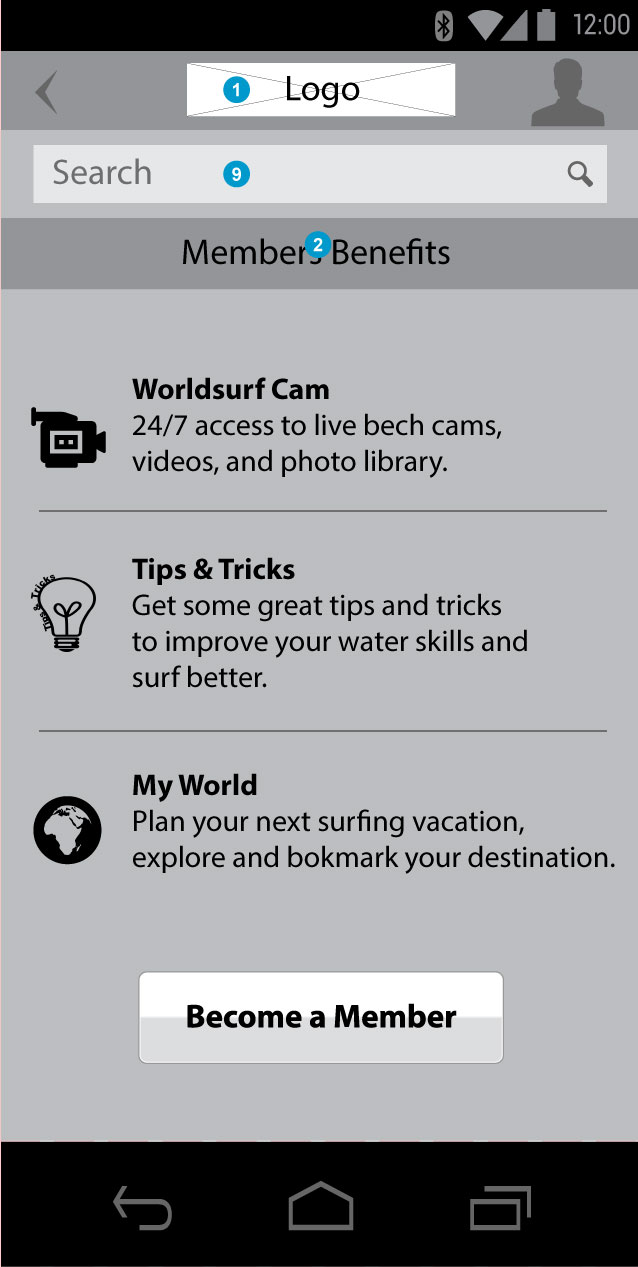 12:00
1 Logo
Search 9
Members Benefits
2
Worldsurf Cam
24/7 access to live bech cams,
videos, and photo library.
Tips & Tricks
Tips & Tricks
Get some great tips and tricks
to improve your water skills and
surf better.
My World
Plan your next surfing vacation,
explore and bokmark your destination.
Become a Member